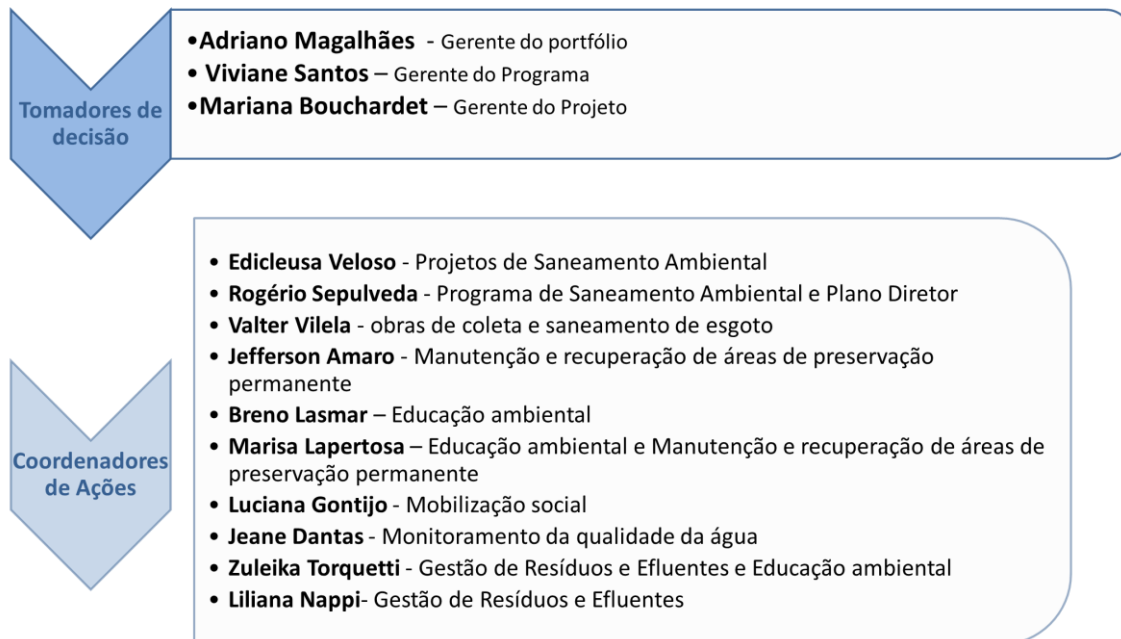 Tomadores de
decisão
•Adriano Magalhães - Gerente do portfólio
• Viviane Santos – Gerente do Programa
•Mariana Bouchardet – Gerente do Projeto
Coordenadores
de Ações
• Edicleusa Veloso - Projetos de Saneamento Ambiental
• Rogério Sepulveda - Programa de Saneamento Ambiental e Plano Diretor
• Valter Vilela - obras de coleta e saneamento de esgoto
• Jefferson Amaro - Manutenção e recuperação de áreas de preservação
permanente
• Breno Lasmar – Educação ambiental
• Marisa Lapertosa – Educação ambiental e Manutenção e recuperação de áreas de
preservação permanente
• Luciana Gontijo - Mobilização social
• Jeane Dantas - Monitoramento da qualidade da água
• Zuleika Torquetti - Gestão de Resíduos e Efluentes e Educação ambiental
• Liliana Nappi- Gestão de Resíduos e Efluentes